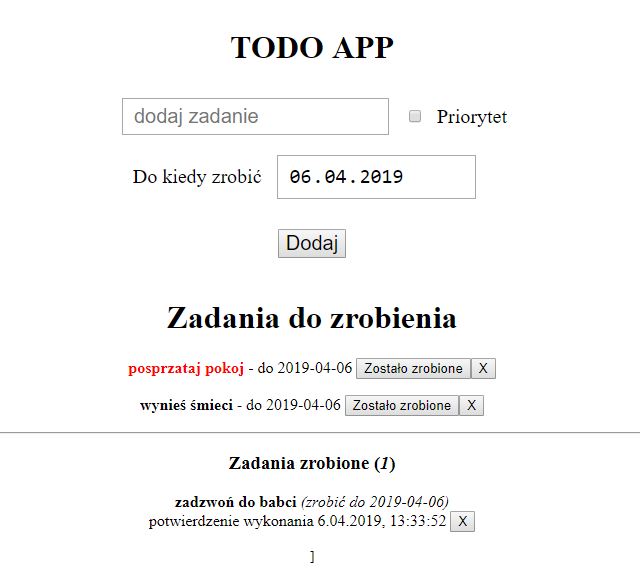 TODO APP
dodaj zadanie Priorytet
Do kiedy zrobić 06.04.2019
Dodaj
Zadania do zrobienia
posprzataj pokoj - do 2019-04-06 Zostało zrobione X
wynieś śmieci - do 2019-04-06 Zostało zrobione X
Zadania zrobione (1)
zadzwoń do babci (zrobić do 2019-04-06)
potwierdzenie wykonania 6.04.2019, 13:33:52 X
]